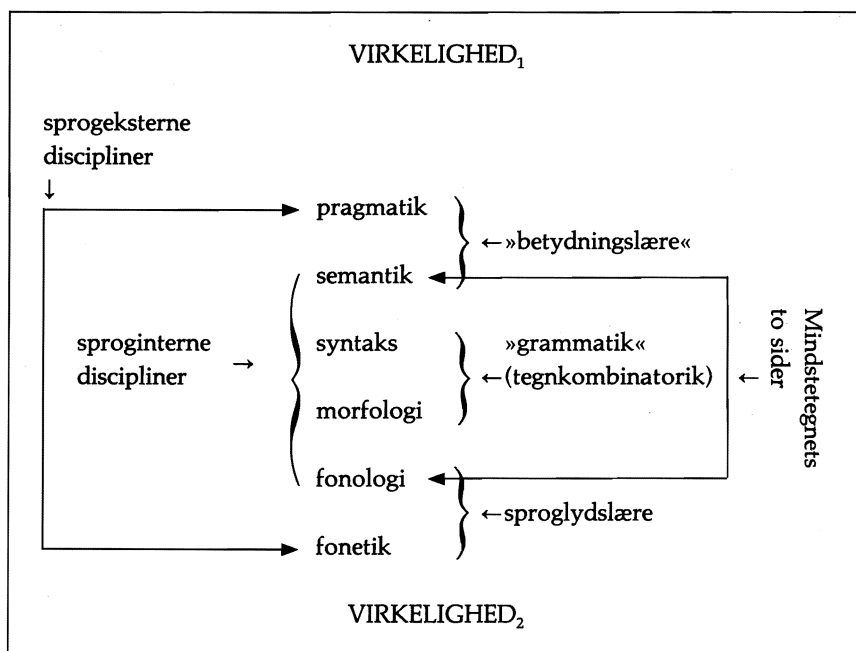 VIRKELIGHED₁
sprogeksterne
discipliner
↓
pragmatik
←»betydningslære«
semantik
sproginterne
discipliner →
syntaks
»grammatik«
←(tegnkombinatorik)
morfologi
←
Mindstetegnets
to sider
fonologi
←sproglydslære
fonetik
VIRKELIGHED₂